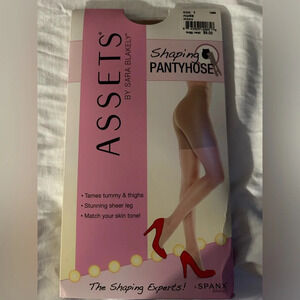 ASSETS®
BY SARA BLAKELY®
Shaping
PANTYHOSE
• Tames tummy & thighs
• Stunning sheer leg
• Match your skin tone!
The Shaping Experts!
SPANX